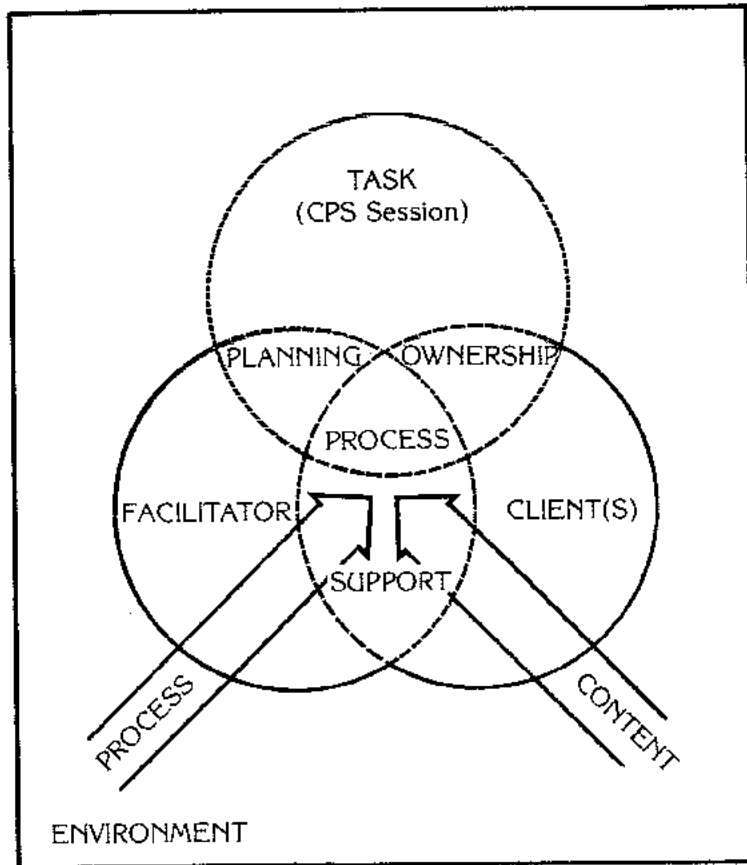 TASK
(CPS Session)
PLANNING
OWNERSHIP
PROCESS
FACILITATOR
CLIENT(S)
SUPPORT
PROCESS
CONTENT
ENVIRONMENT